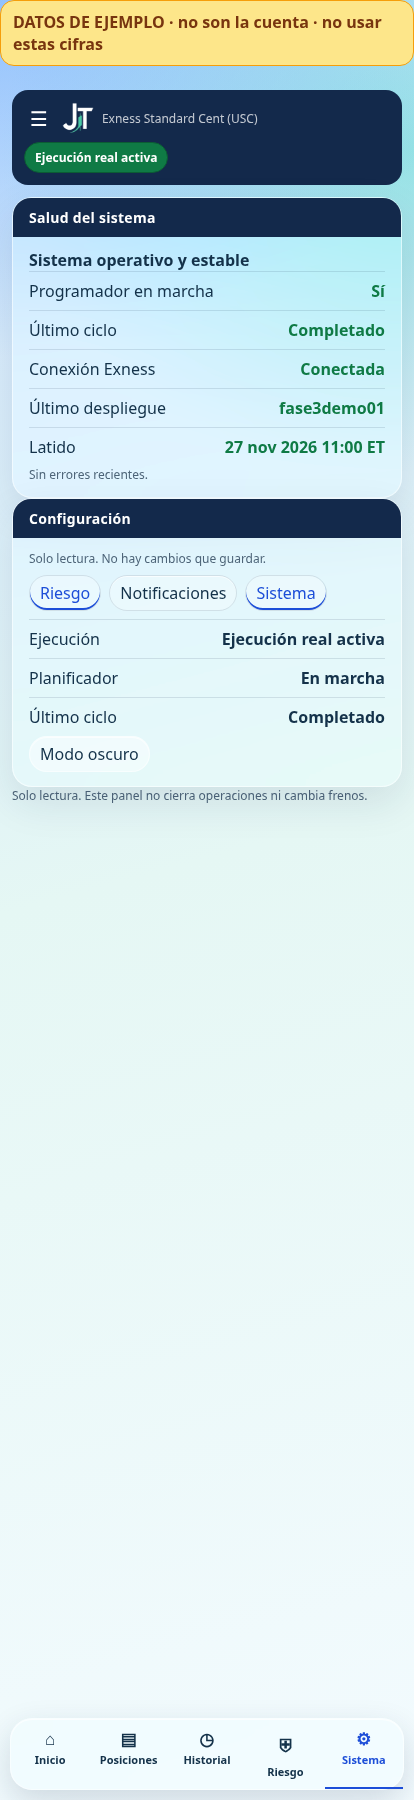 DATOS DE EJEMPLO · no son la cuenta · no usar
estas cifras
JT Exness Standard Cent (USC)
Ejecución real activa
Salud del sistema
Sistema operativo y estable
Programador en marcha Sí
Último ciclo Completado
Conexión Exness Conectada
Último despliegue fase3demo01
Latido 27 nov 2026 11:00 ET
Sin errores recientes.
Configuración
Solo lectura. No hay cambios que guardar.
Riesgo Notificaciones Sistema
Ejecución Ejecución real activa
Planificador En marcha
Último ciclo Completado
Modo oscuro
Solo lectura. Este panel no cierra operaciones ni cambia frenos.
Inicio Posiciones Historial Riesgo Sistema